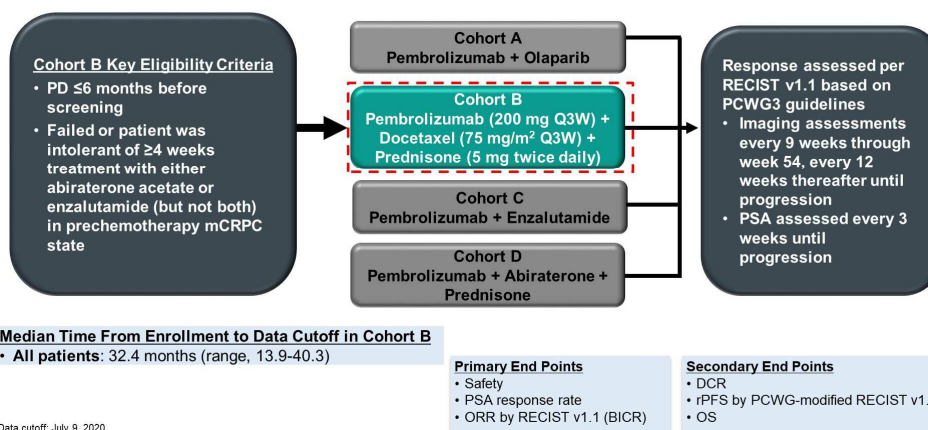 Cohort B Key Eligibility Criteria
• PD ≤6 months before
screening
• Failed or patient was
intolerant of ≥4 weeks
treatment with either
abiraterone acetate or
enzalutamide (but not both)
in prechemotherapy mCRPC
state
Cohort A
Pembrolizumab + Olaparib
Cohort B
Pembrolizumab (200 mg Q3W) +
Docetaxel (75 mg/m² Q3W) +
Prednisone (5 mg twice daily)
Cohort C
Pembrolizumab + Enzalutamide
Cohort D
Pembrolizumab + Abiraterone +
Prednisone
Response assessed per
RECIST v1.1 based on
PCWG3 guidelines
• Imaging assessments
every 9 weeks through
week 54, every 12
weeks thereafter until
progression
• PSA assessed every 3
weeks until
progression
Median Time From Enrollment to Data Cutoff in Cohort B
• All patients: 32.4 months (range, 13.9-40.3)
Primary End Points
• Safety
• PSA response rate
• ORR by RECIST v1.1 (BICR)
Secondary End Points
• DCR
• rPFS by PCWG-modified RECIST v1.
• OS
Data cutoff: July 9, 2020